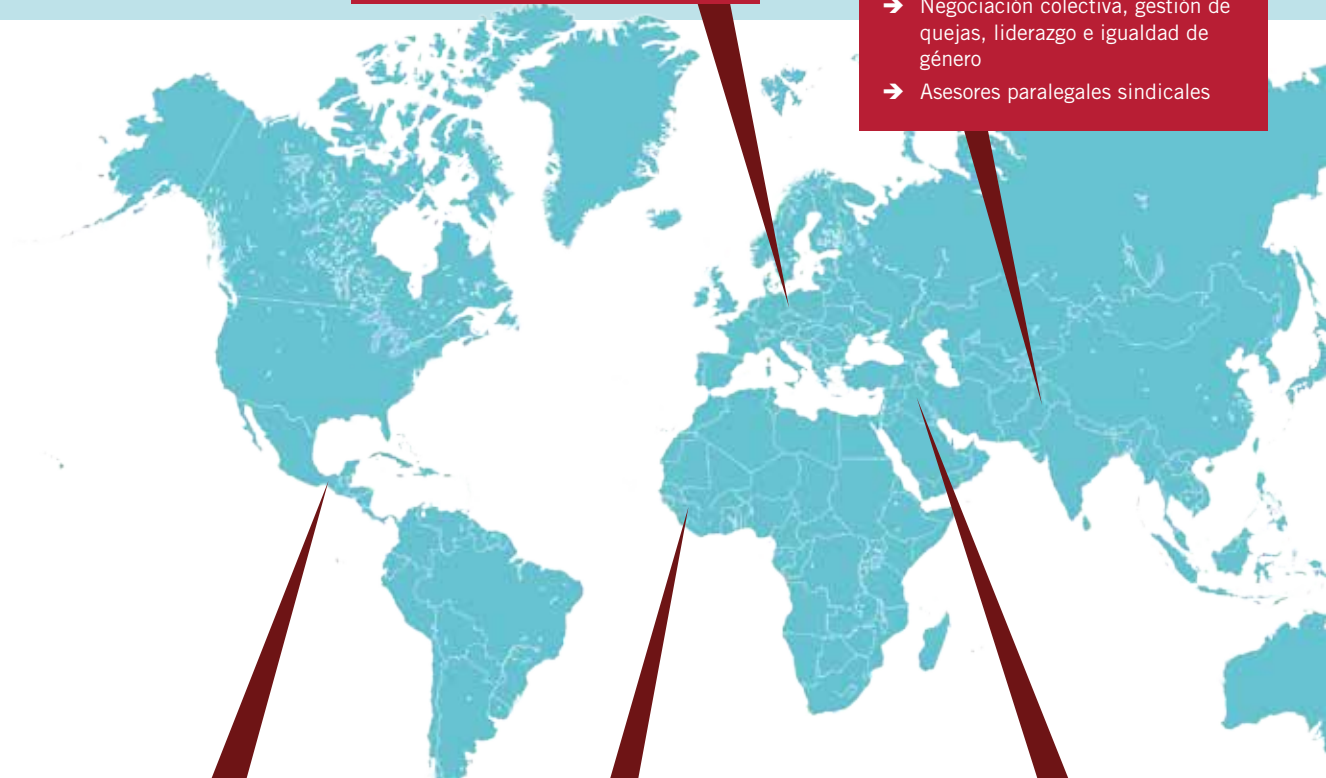 ➔ Negociación colectiva, gestión de
quejas, liderazgo e igualdad de
género
➔ Asesores paralegales sindicales